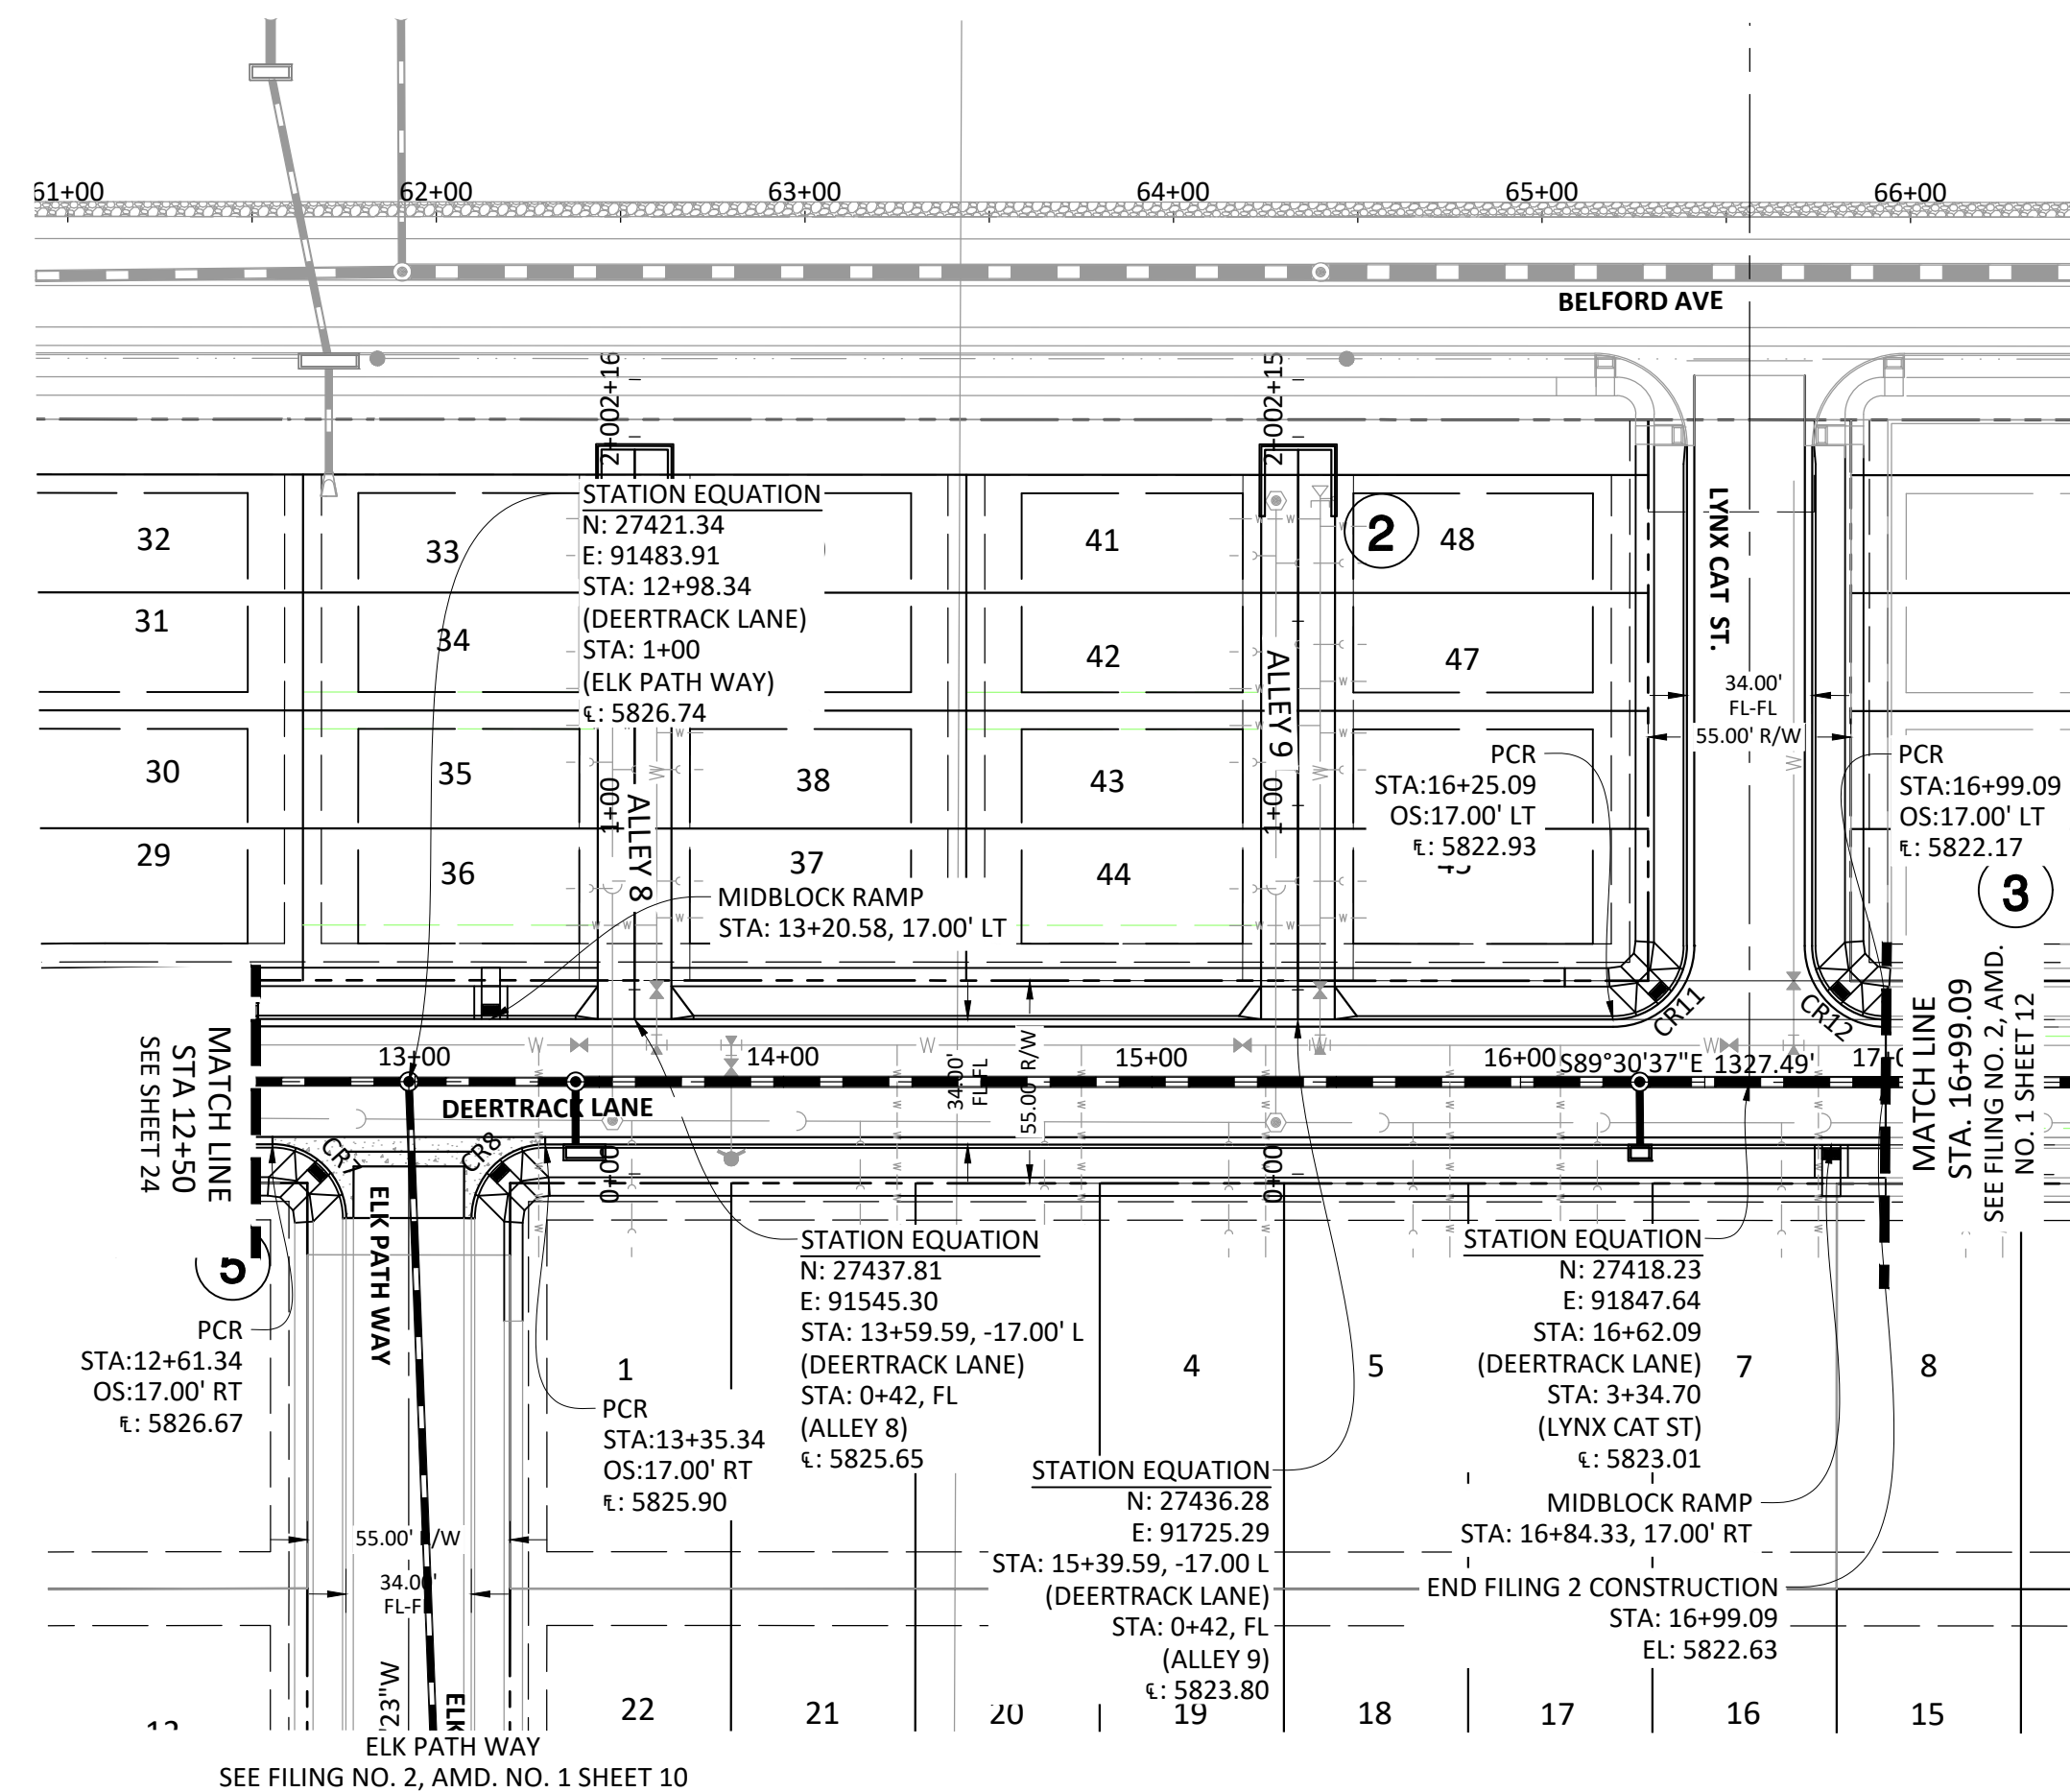 61+00
62+00
63+00
64+00
65+00
66+00
BELFORD AVE
2+00
2+16
2+00
2+15
STATION EQUATION
N: 27421.34
E: 91483.91
STA: 12+98.34
(DEERTRACK LANE)
STA: 1+00
(ELK PATH WAY)
℄: 5826.74
32
33
41
2
48
31
34
42
47
30
35
38
43
29
36
37
44
ALLEY 8
1+00
ALLEY 9
1+00
LYNX CAT ST.
34.00'
FL-FL
55.00' R/W
PCR
STA:16+25.09
OS:17.00' LT
FL: 5822.93
PCR
STA:16+99.09
OS:17.00' LT
FL: 5822.17
3
MIDBLOCK RAMP
STA: 13+20.58, 17.00' LT
CR11
CR12
MATCH LINE
STA 12+50
SEE SHEET 24
13+00
14+00
15+00
16+00
S89°30'37"E 1327.49'
DEERTRACK LANE
34.00'
FL-FL
55.00' R/W
MATCH LINE
STA. 16+99.09
SEE FILING NO. 2, AMD.
NO. 1 SHEET 12
CR7
CR8
0+00
0+00
ELK PATH WAY
5
PCR
STA:12+61.34
OS:17.00' RT
FL: 5826.67
1
PCR
STA:13+35.34
OS:17.00' RT
FL: 5825.90
STATION EQUATION
N: 27437.81
E: 91545.30
STA: 13+59.59, -17.00' L
(DEERTRACK LANE)
STA: 0+42, FL
(ALLEY 8)
℄: 5825.65
4
5
7
8
STATION EQUATION
N: 27436.28
E: 91725.29
STA: 15+39.59, -17.00 L
(DEERTRACK LANE)
STA: 0+42, FL
(ALLEY 9)
℄: 5823.80
STATION EQUATION
N: 27418.23
E: 91847.64
STA: 16+62.09
(DEERTRACK LANE)
STA: 3+34.70
(LYNX CAT ST)
℄: 5823.01
MIDBLOCK RAMP
STA: 16+84.33, 17.00' RT
END FILING 2 CONSTRUCTION
STA: 16+99.09
EL: 5822.63
55.00' R/W
34.00'
FL-FL
'23"W
ELK
22
21
20
19
18
17
16
15
ELK PATH WAY
SEE FILING NO. 2, AMD. NO. 1 SHEET 10